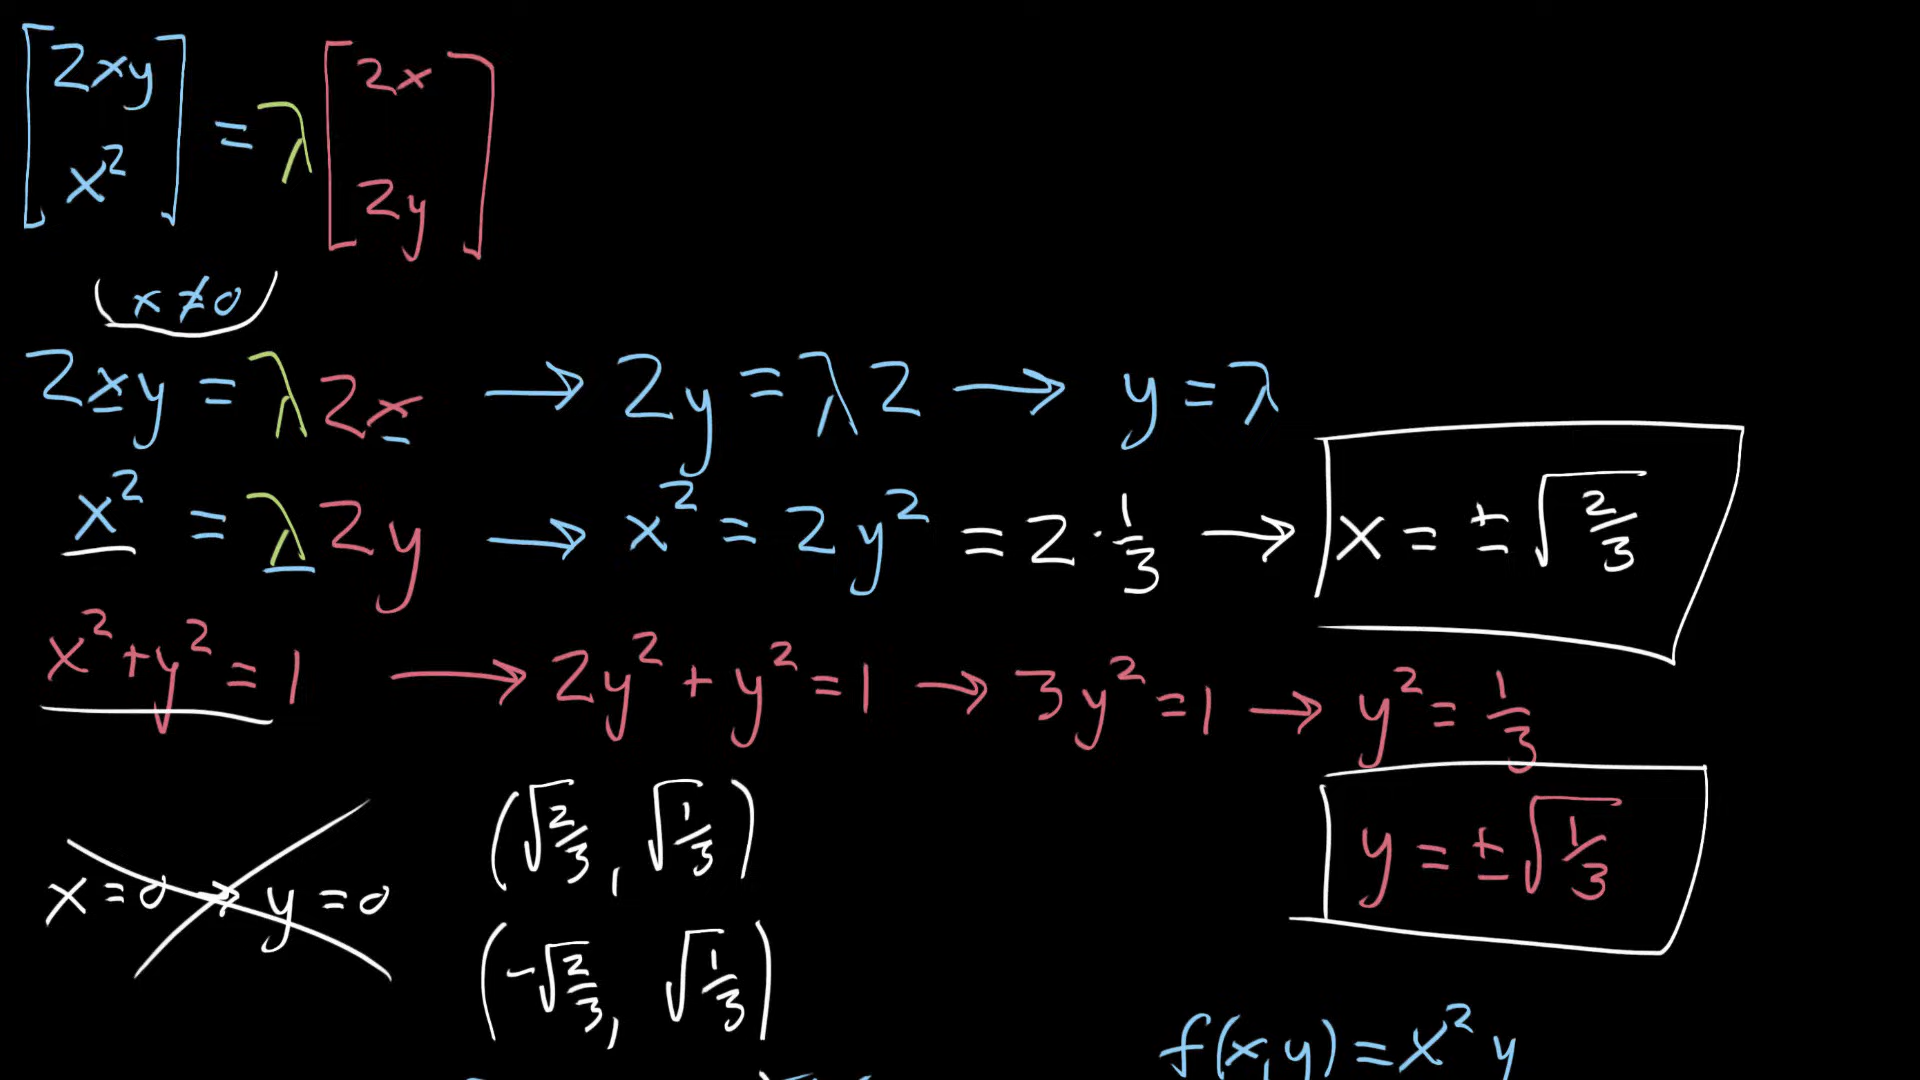 [2xy x²] = λ [2x 2y]
(x ≠ 0)
2xy = λ2x → 2y = λ2 → y = λ
x² = λ2y → x² = 2y² = 2 · 1/3 → x = ±√(2/3)
x² + y² = 1 → 2y² + y² = 1 → 3y² = 1 → y² = 1/3
y = ±√(1/3)
x = 0 → y = 0
(√(2/3), √(1/3))
(-√(2/3), √(1/3))
f(x,y) = x² y